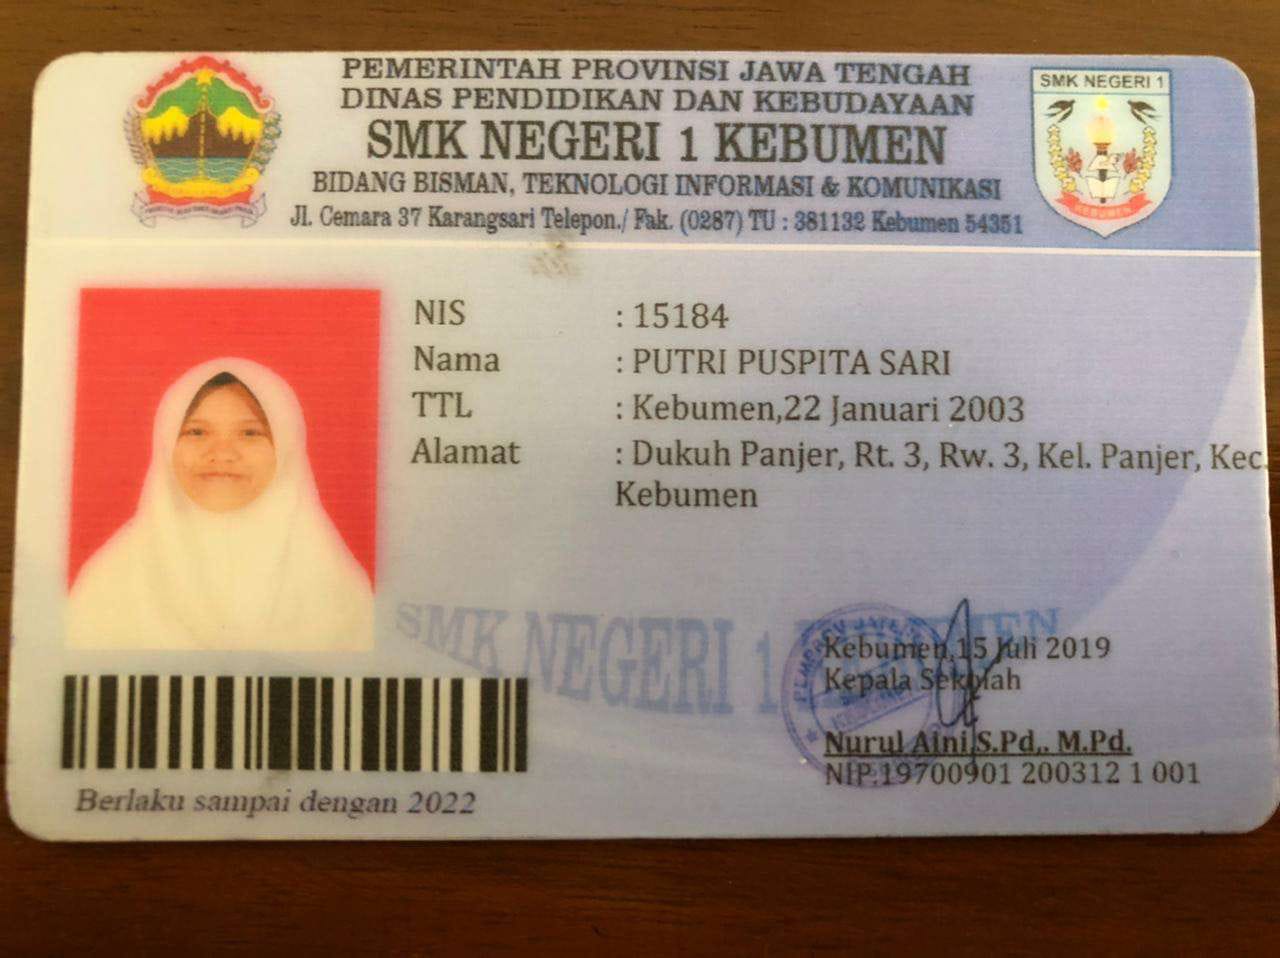 PEMERINTAH PROVINSI JAWA TENGAH
DINAS PENDIDIKAN DAN KEBUDAYAAN
SMK NEGERI 1 KEBUMEN
BIDANG BISMAN, TEKNOLOGI INFORMASI & KOMUNIKASI
Jl. Cemara 37 Karangsari Telepon./ Fak. (0287) TU : 381132 Kebumen 54351
SMK NEGERI 1
KEBUMEN
NIS : 15184
Nama : PUTRI PUSPITA SARI
TTL : Kebumen,22 Januari 2003
Alamat : Dukuh Panjer, Rt. 3, Rw. 3, Kel. Panjer, Kec.
Kebumen
SMK NEGERI 1 KEBUMEN
Kebumen,15 Juli 2019
Kepala Sekolah
Nurul Aini,S.Pd,. M.Pd.
NIP.19700901 200312 1 001
Berlaku sampai dengan 2022